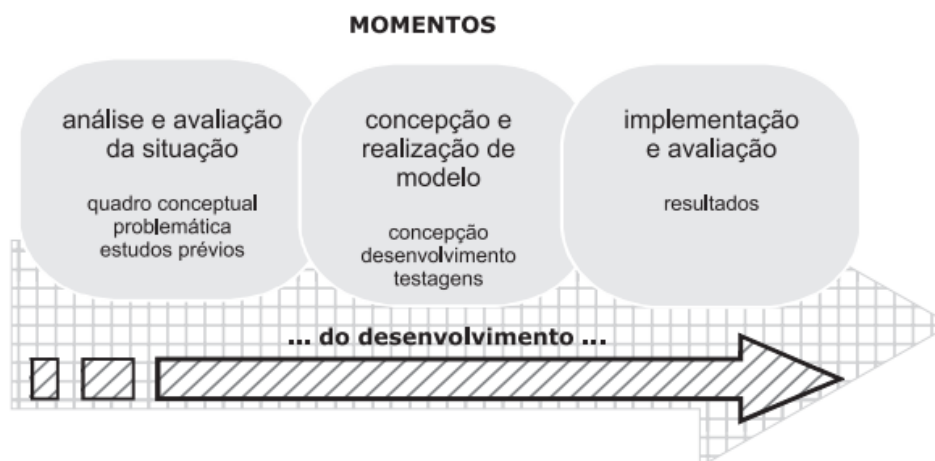 MOMENTOS
análise e avaliação
da situação
quadro conceptual
problemática
estudos prévios
concepção e
realização de
modelo
concepção
desenvolvimento
testagens
implementação
e avaliação
resultados
... do desenvolvimento ...